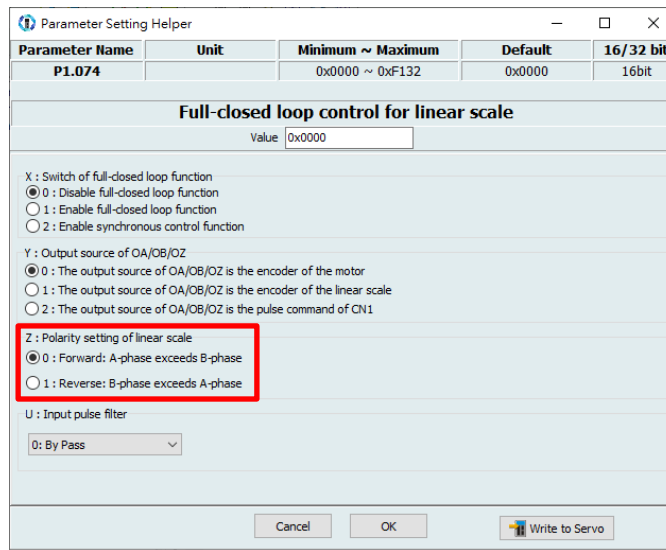 Parameter Setting Helper
Parameter Name Unit Minimum ~ Maximum Default 16/32 bit
P1.074 0x0000 ~ 0xF132 0x0000 16bit
Full-closed loop control for linear scale
Value 0x0000
X : Switch of full-closed loop function
0 : Disable full-closed loop function
1 : Enable full-closed loop function
2 : Enable synchronous control function
Y : Output source of OA/OB/OZ
0 : The output source of OA/OB/OZ is the encoder of the motor
1 : The output source of OA/OB/OZ is the encoder of the linear scale
2 : The output source of OA/OB/OZ is the pulse command of CN1
Z : Polarity setting of linear scale
0 : Forward: A-phase exceeds B-phase
1 : Reverse: B-phase exceeds A-phase
U : Input pulse filter
0: By Pass
Cancel OK Write to Servo